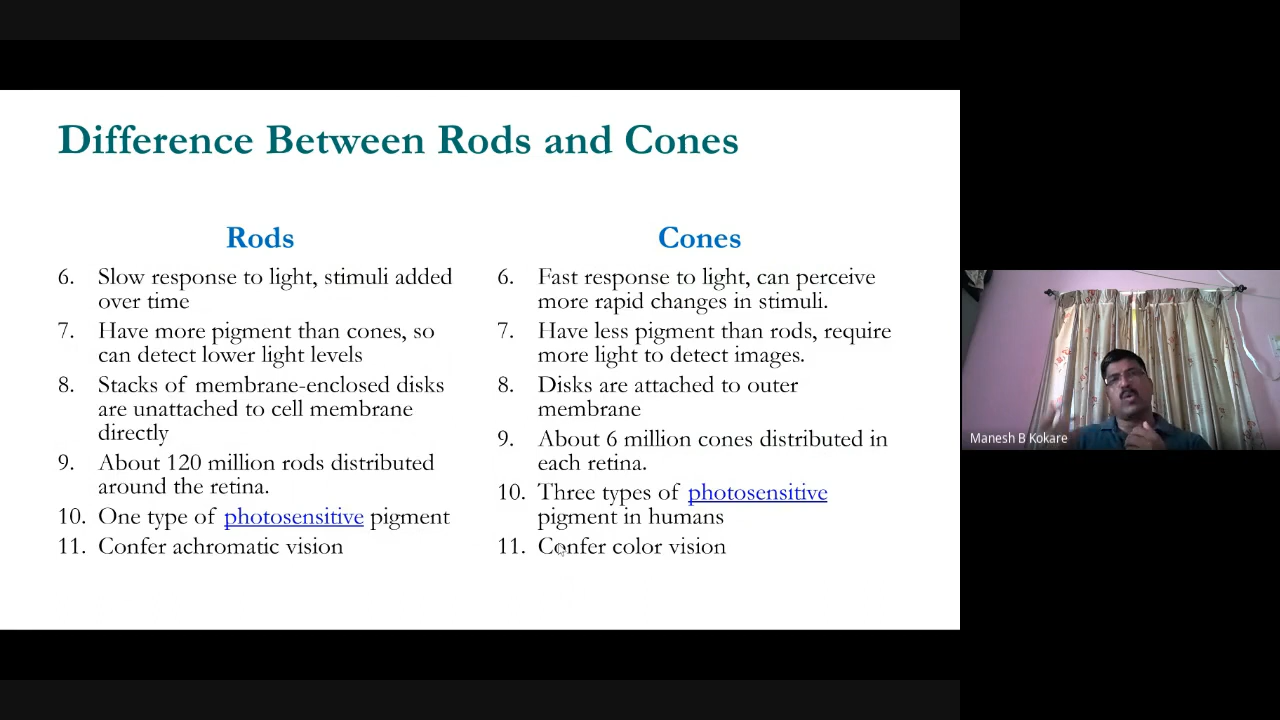 Difference Between Rods and Cones
Rods
6. Slow response to light, stimuli added
over time
7. Have more pigment than cones, so
can detect lower light levels
8. Stacks of membrane-enclosed disks
are unattached to cell membrane
directly
9. About 120 million rods distributed
around the retina.
10. One type of photosensitive pigment
11. Confer achromatic vision
Cones
6. Fast response to light, can perceive
more rapid changes in stimuli.
7. Have less pigment than rods, require
more light to detect images.
8. Disks are attached to outer
membrane
9. About 6 million cones distributed in
each retina.
10. Three types of photosensitive
pigment in humans
11. Confer color vision
Manesh B Kokare